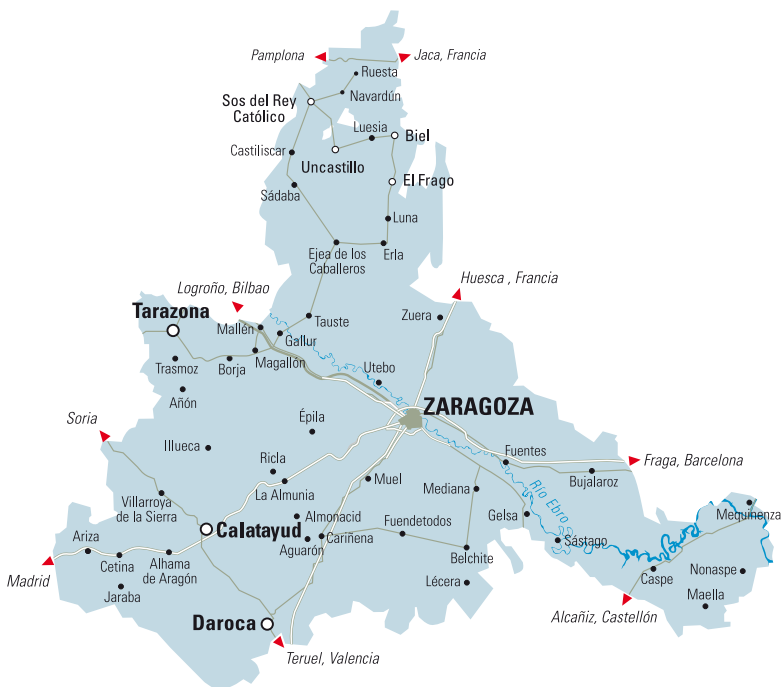 Pamplona
Jaca, Francia
Ruesta
Navardún
Sos del Rey
Católico
Luesia
Biel
Castiliscar
Uncastillo
El Frago
Sádaba
Luna
Ejea de los
Caballeros
Erla
Huesca , Francia
Logroño, Bilbao
Tarazona
Mallén
Tauste
Zuera
Gallur
Trasmoz
Borja
Magallón
Utebo
Añón
ZARAGOZA
Soria
Épila
Illueca
Fuentes
Fraga, Barcelona
Ricla
La Almunia
Muel
Bujalaroz
Mediana
Río Ebro
Villarroya
de la Sierra
Mequinenza
Almonacid
Gelsa
Calatayud
Fuendetodos
Ariza
Aguarón
Cariñena
Sástago
Cetina
Alhama
de Aragón
Belchite
Madrid
Jaraba
Lécera
Caspe
Nonaspe
Maella
Daroca
Alcañiz, Castellón
Teruel, Valencia